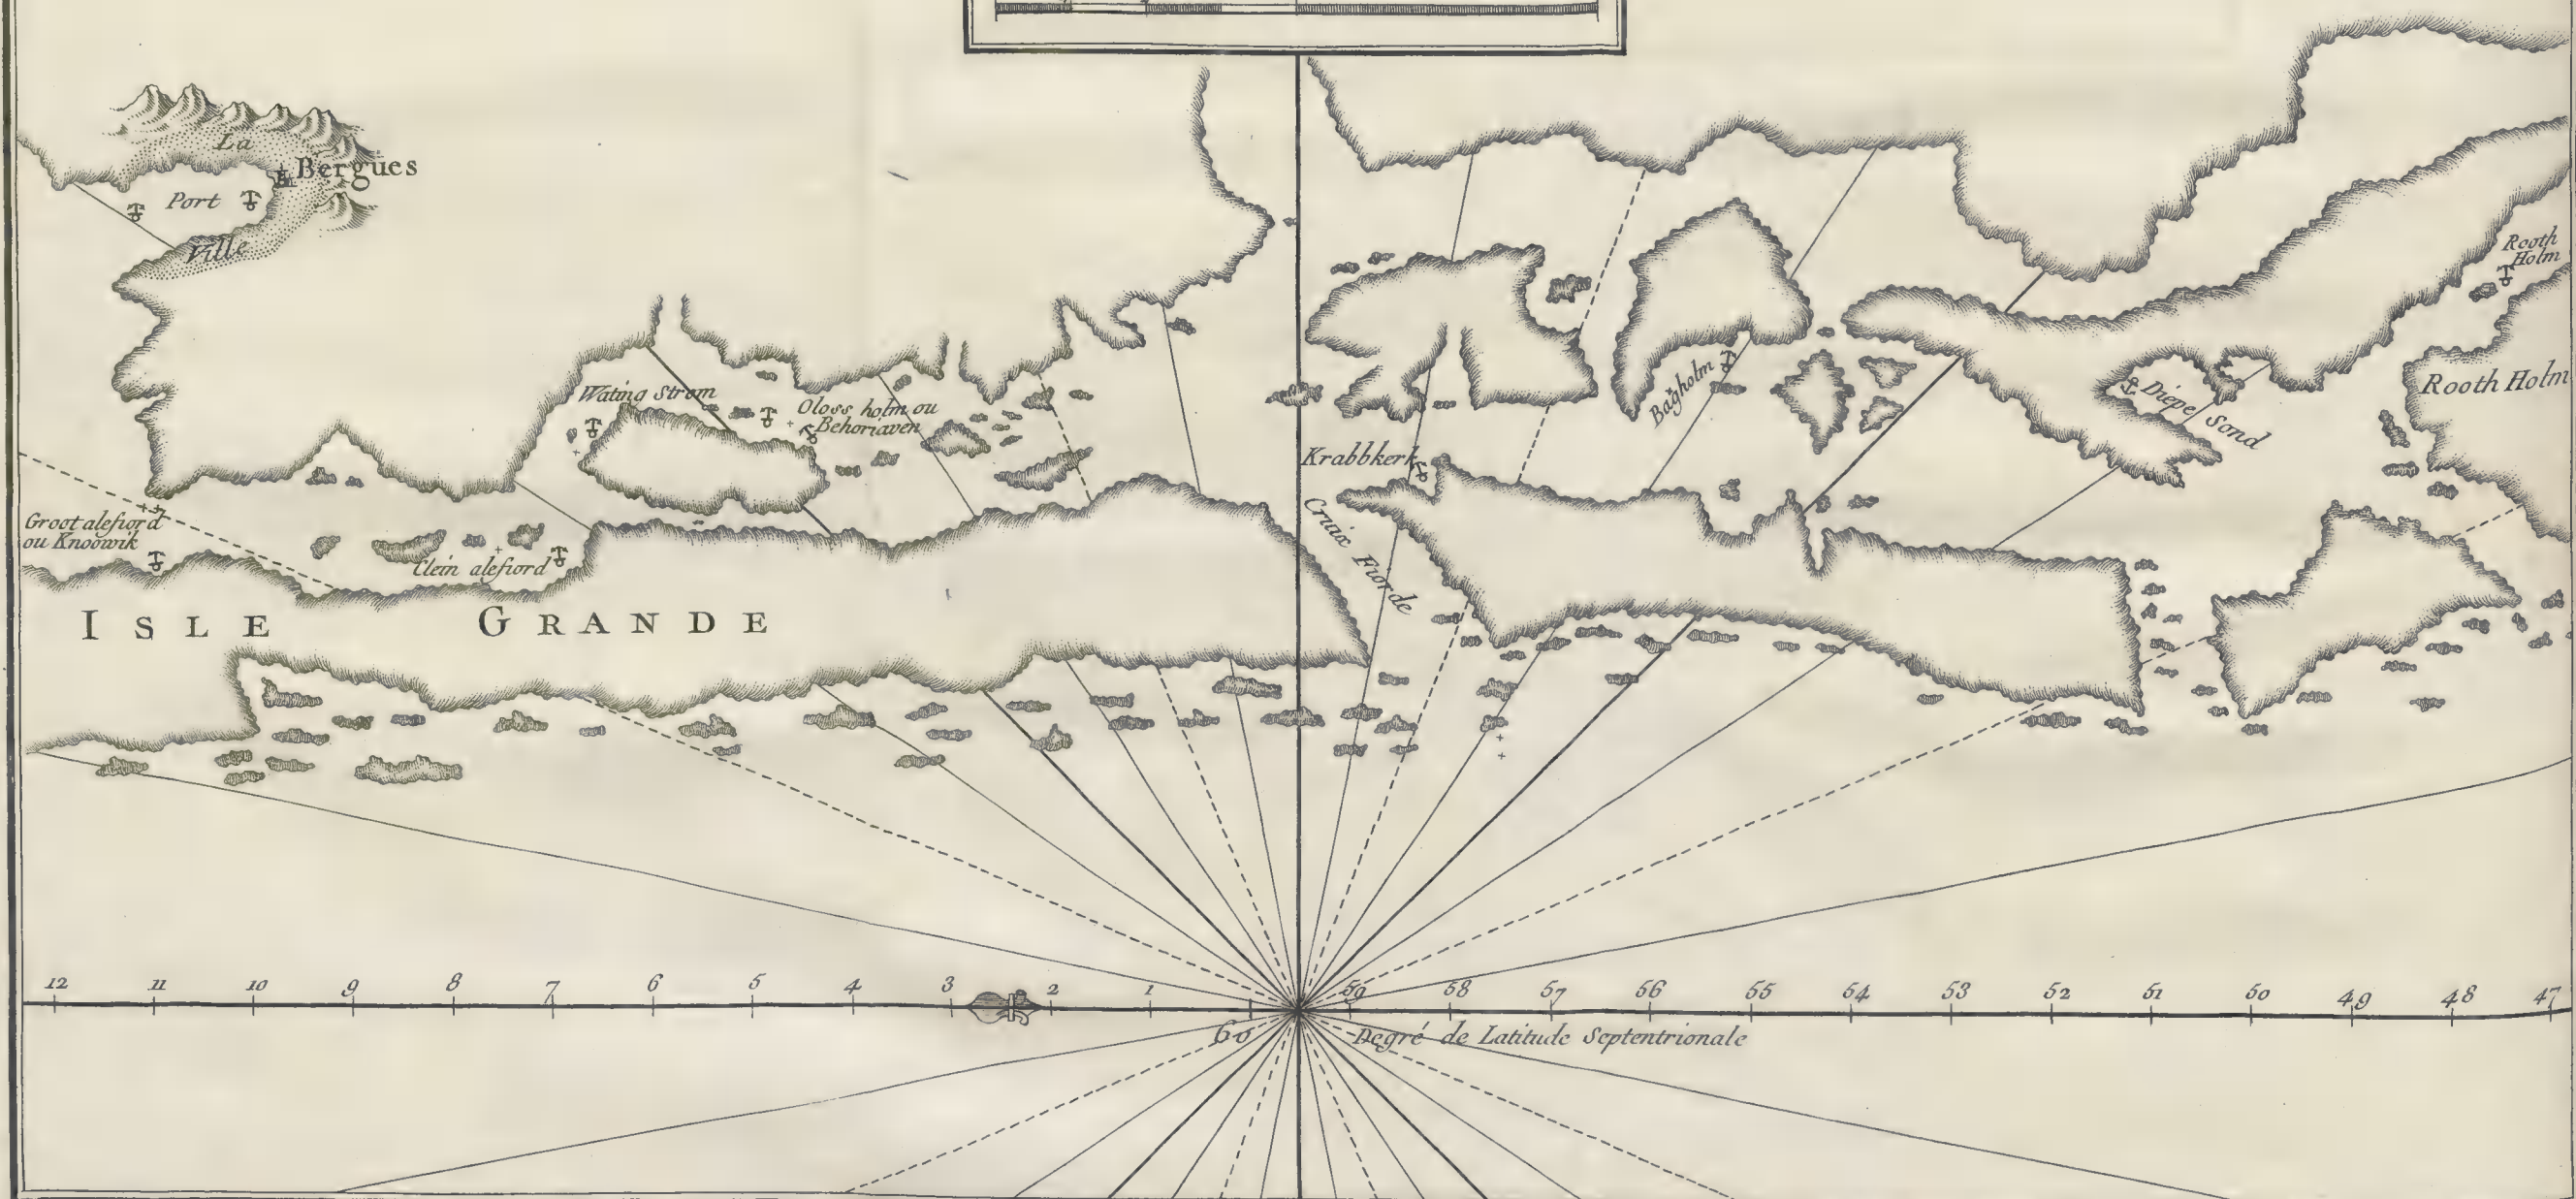 La
Bergues
Port
Ville
Rooth
Holm
Wating Strom
Oloss holm ou
Behoriaven
Bagholm
Rooth Holm
Diepe Sond
Krabbkerk
Groot alefiord
ou Knoowik
Clein alefiord
Cruix Fiorde
ISLE GRANDE
12 11 10 9 8 7 6 5 4 3 2 1 59 58 57 56 55 54 53 52 51 50 49 48 47
60 Degré de Latitude Septentrionale